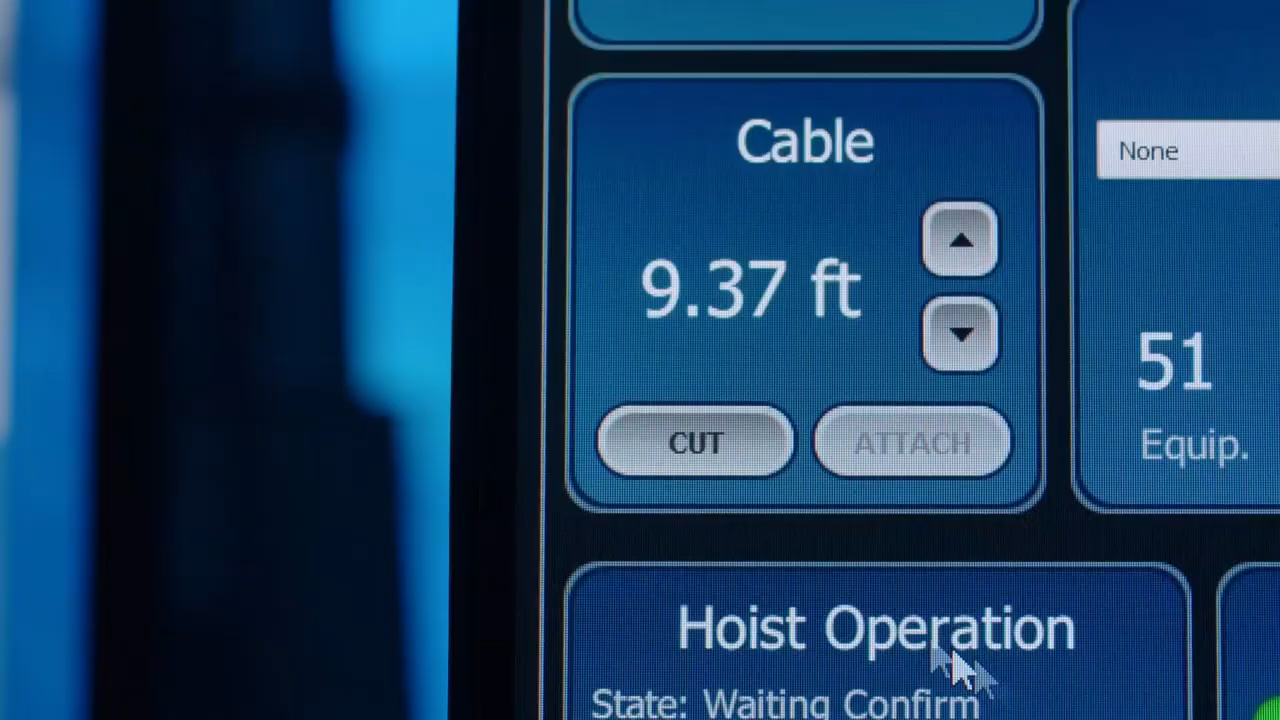 Cable
None
9.37 ft
51
CUT
ATTACH
Equip.
Hoist Operation
State: Waiting Confirm